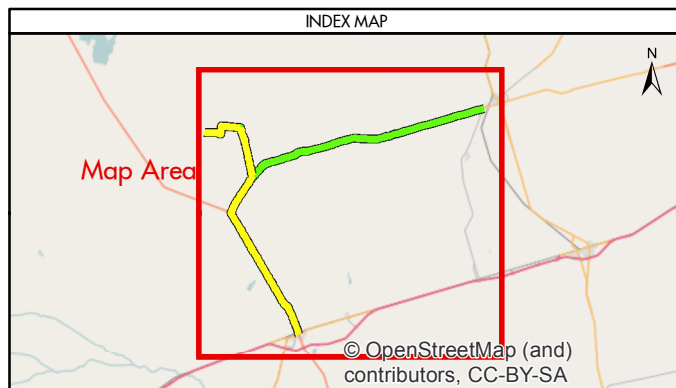 INDEX MAP
N
Map Area
© OpenStreetMap (and)
contributors, CC-BY-SA